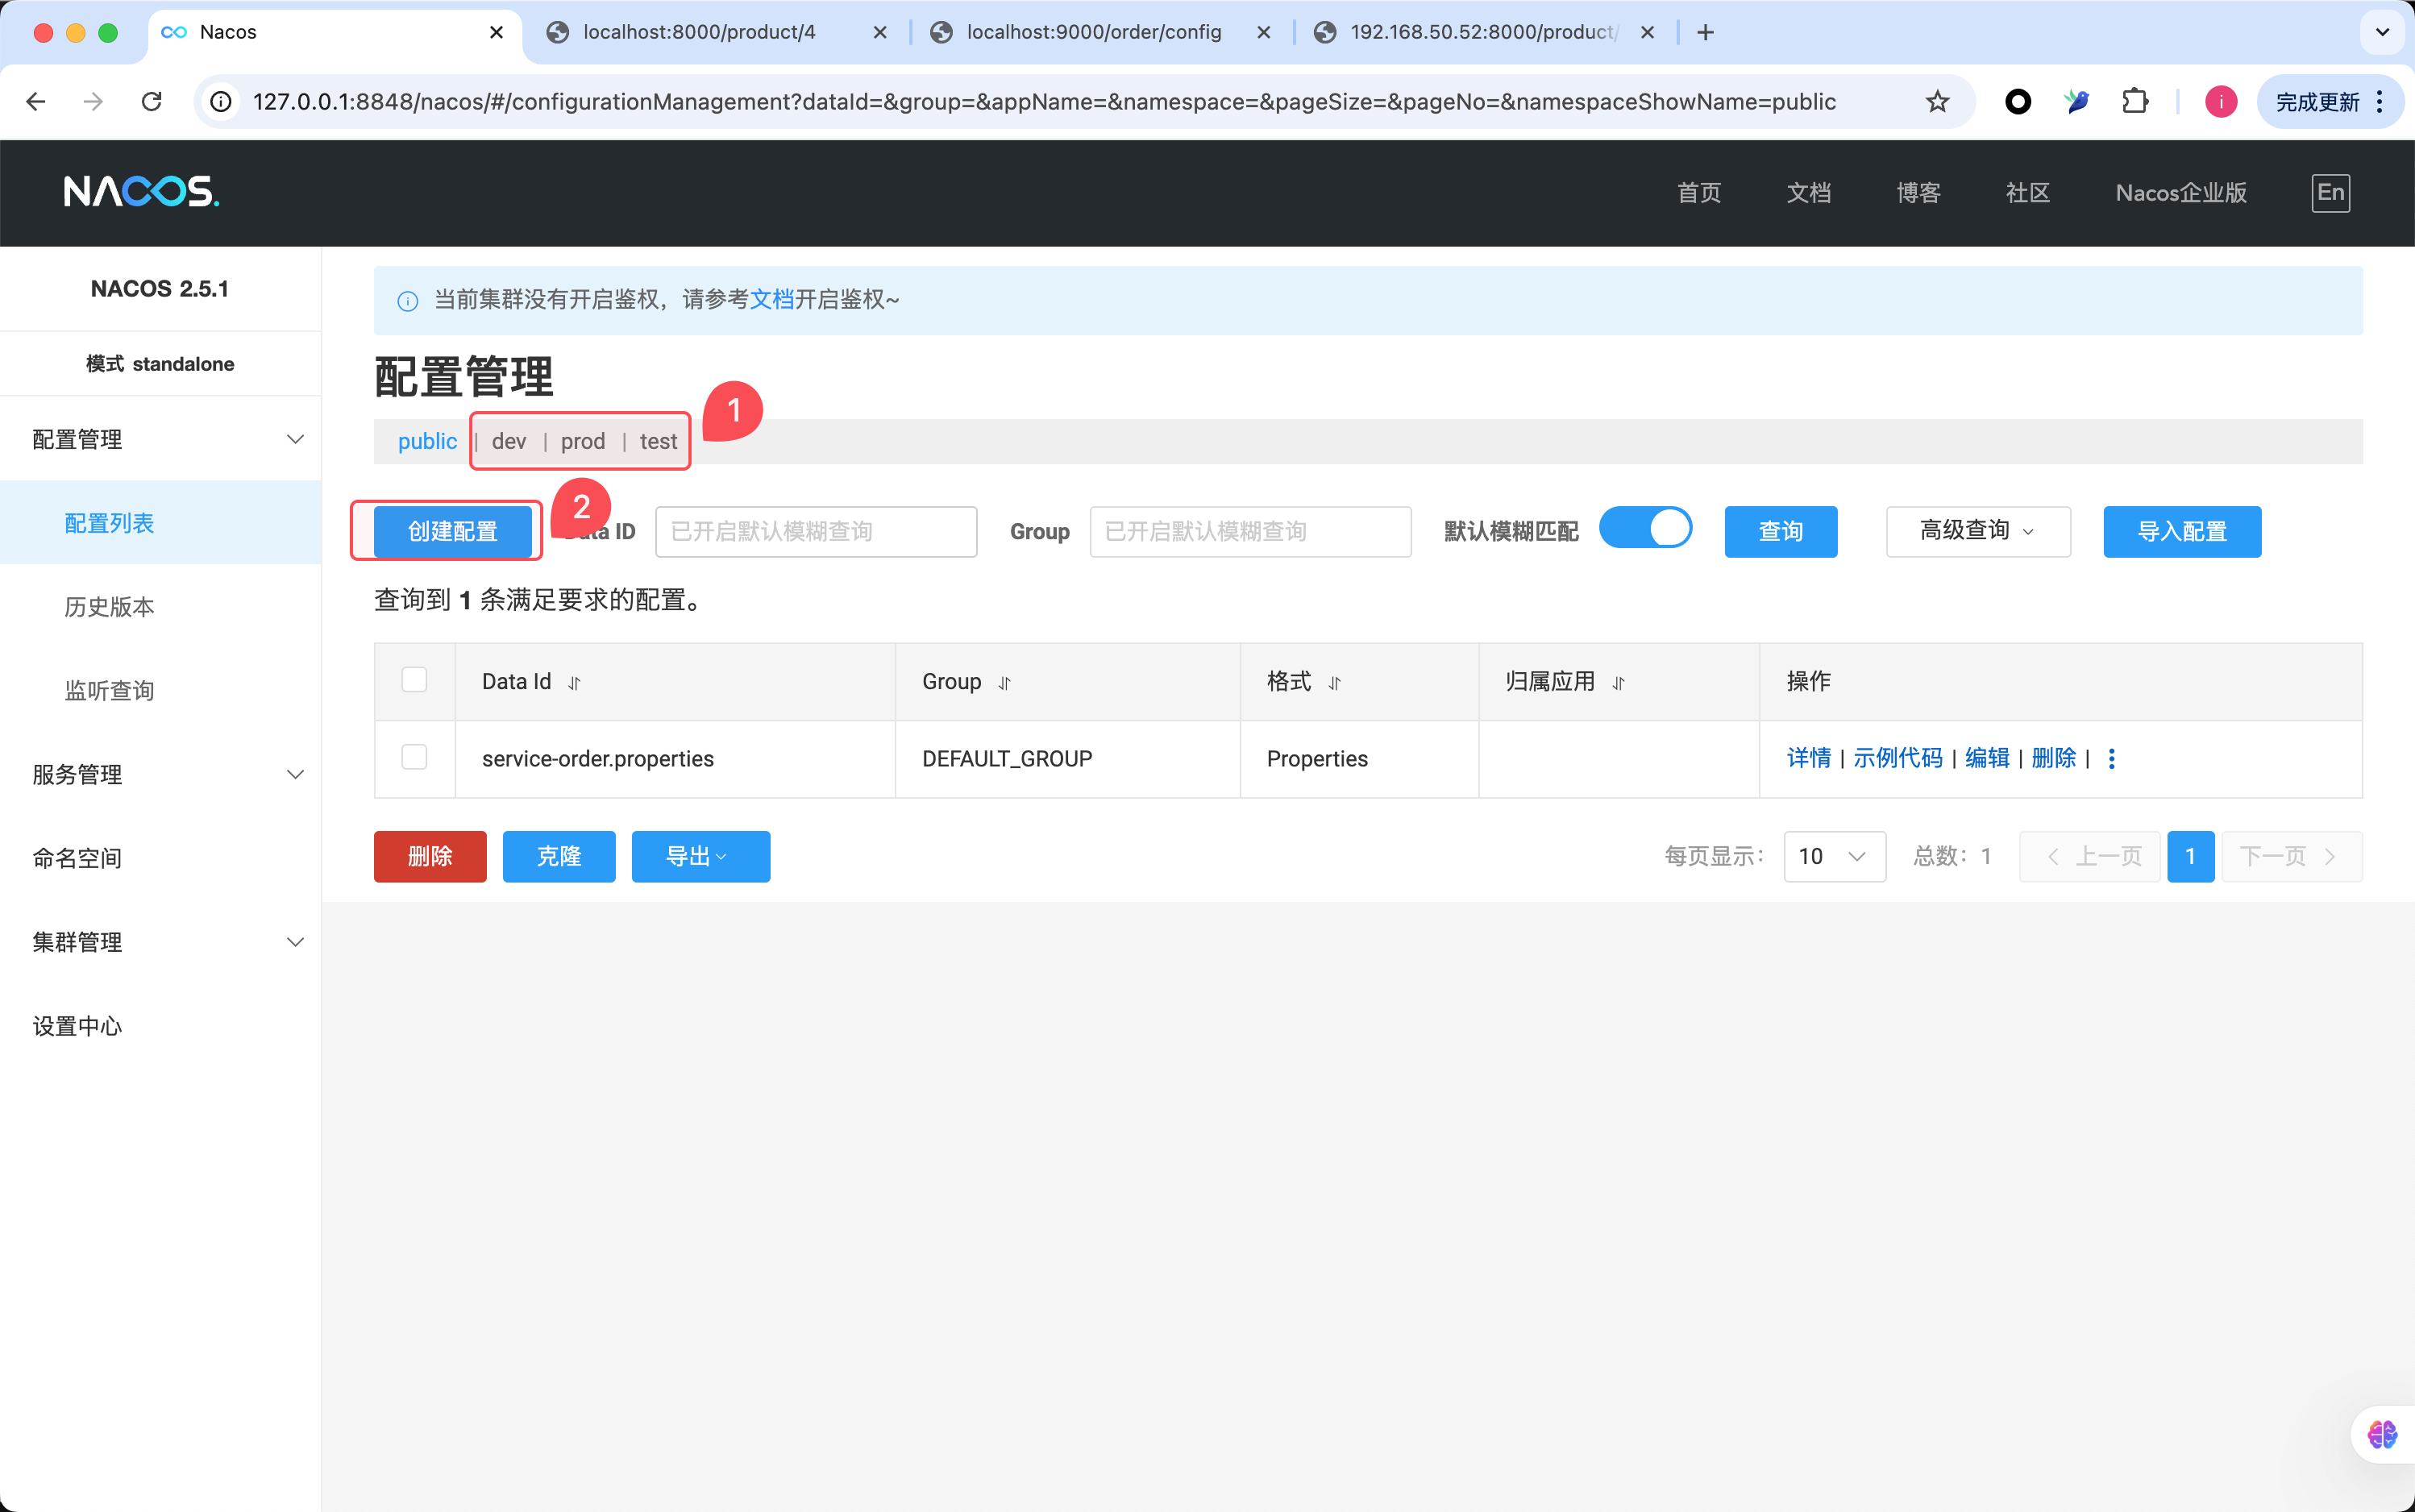 Nacos
localhost:8000/product/4
localhost:9000/order/config
192.168.50.52:8000/product/
127.0.0.1:8848/nacos/#/configurationManagement?dataId=&group=&appName=&namespace=&pageSize=&pageNo=&namespaceShowName=public
i
完成更新
NACOS.
首页
文档
博客
社区
Nacos企业版
En
NACOS 2.5.1
模式 standalone
配置管理
配置列表
历史版本
监听查询
服务管理
命名空间
集群管理
设置中心
当前集群没有开启鉴权，请参考文档开启鉴权~
配置管理
public | dev | prod | test
1
创建配置
2
Data ID
已开启默认模糊查询
Group
已开启默认模糊查询
默认模糊匹配
查询
高级查询
导入配置
查询到 1 条满足要求的配置。
Data Id
Group
格式
归属应用
操作
service-order.properties
DEFAULT_GROUP
Properties
详情 | 示例代码 | 编辑 | 删除 |
删除
克隆
导出
每页显示：
10
总数：1
上一页
1
下一页